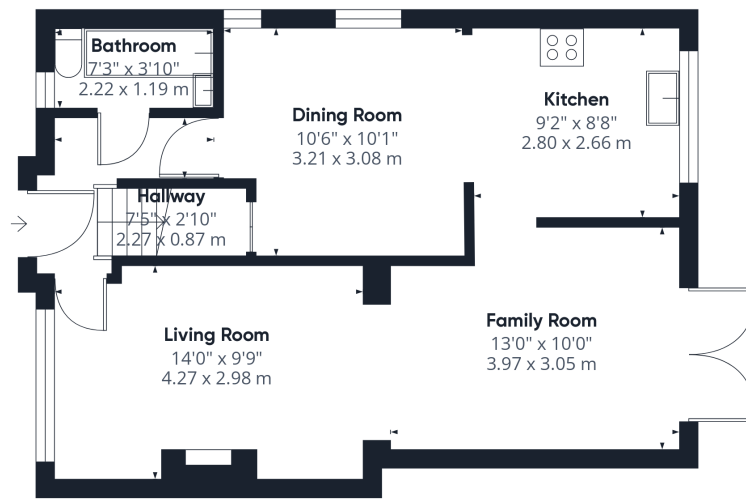 Bathroom
7'3" x 3'10"
2.22 x 1.19 m
Dining Room
10'6" x 10'1"
3.21 x 3.08 m
Kitchen
9'2" x 8'8"
2.80 x 2.66 m
Hallway
7'5" x 2'10"
2.27 x 0.87 m
Living Room
14'0" x 9'9"
4.27 x 2.98 m
Family Room
13'0" x 10'0"
3.97 x 3.05 m